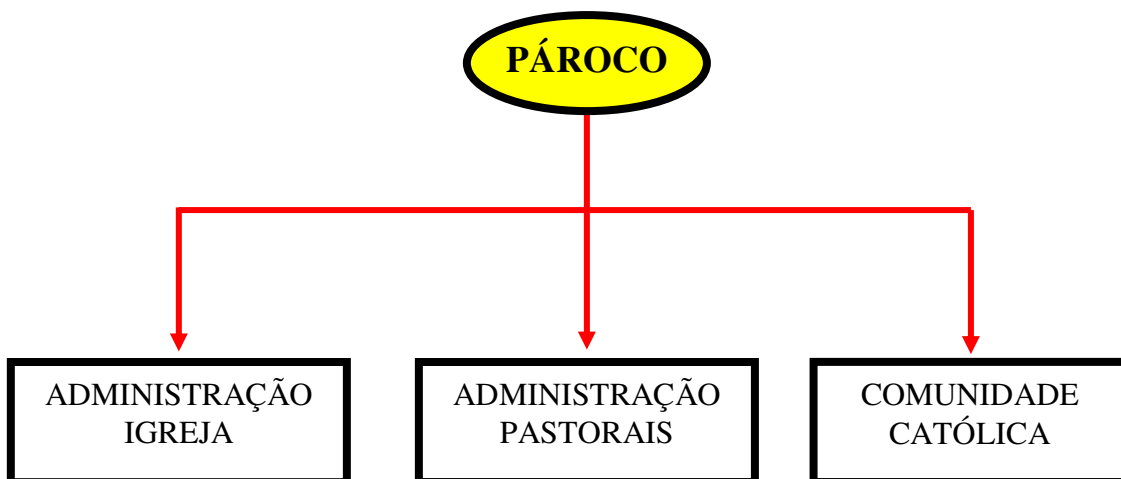 PÁROCO
ADMINISTRAÇÃO
IGREJA
ADMINISTRAÇÃO
PASTORAIS
COMUNIDADE
CATÓLICA